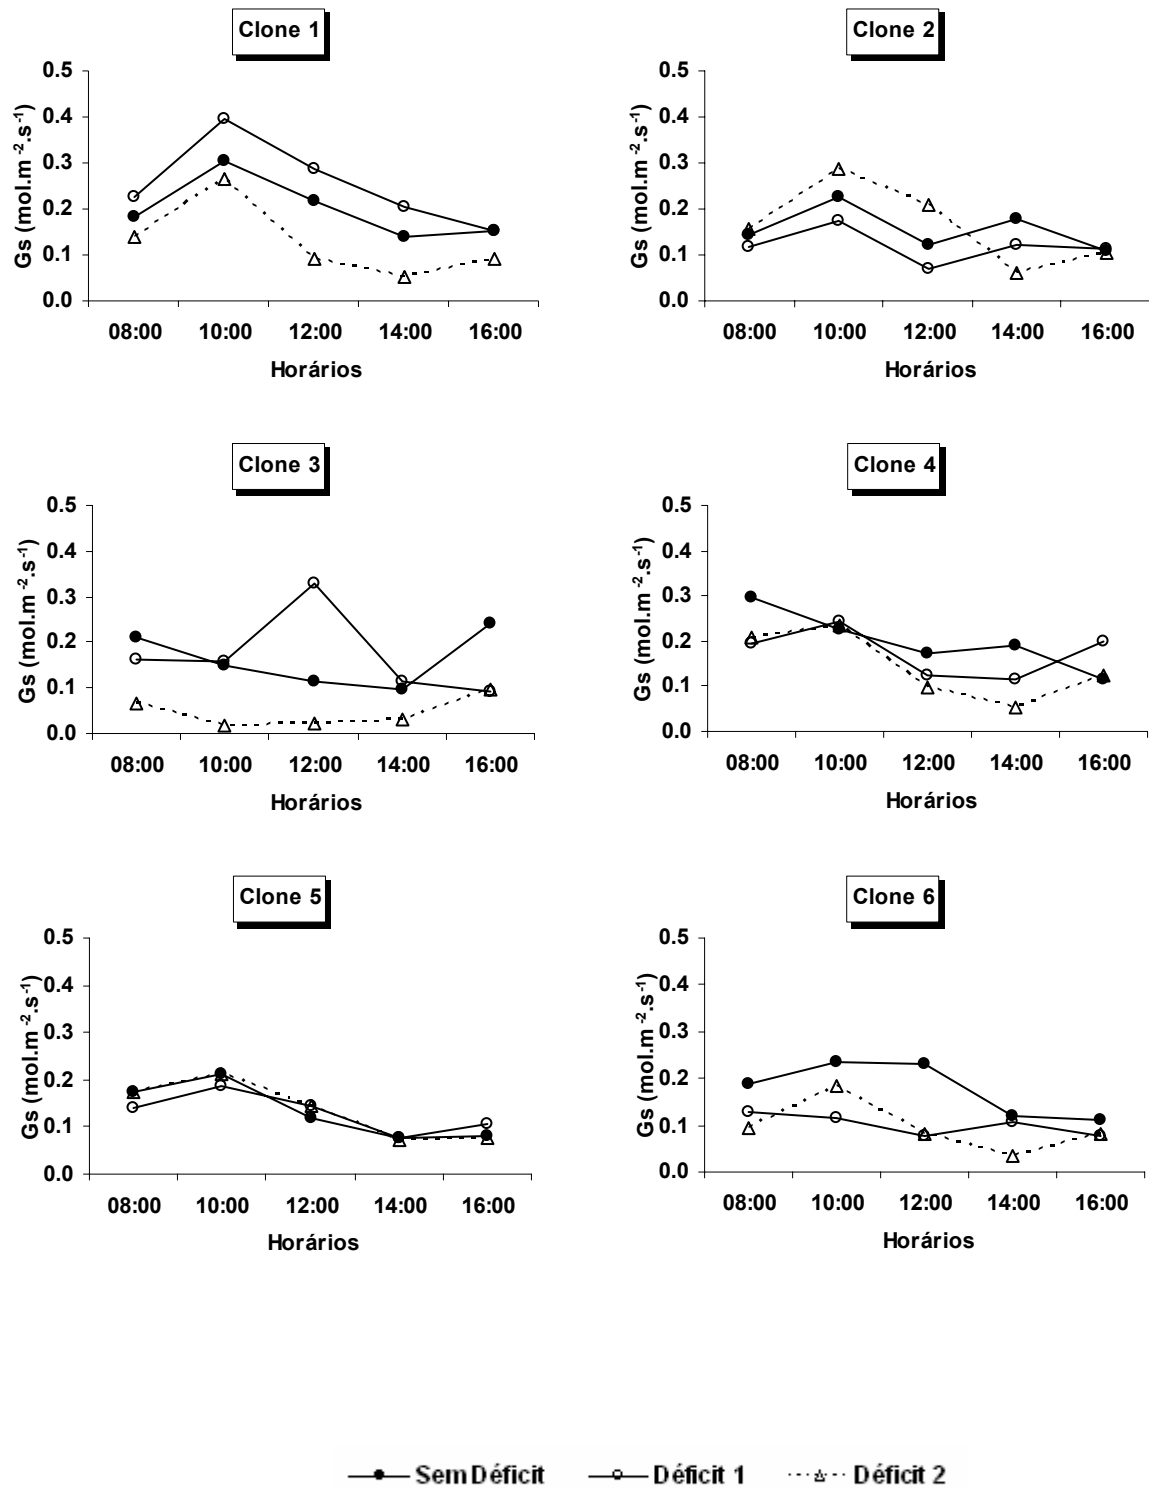 Clone 1
Gs (mol.m-2.s-1)
0.5
0.4
0.3
0.2
0.1
0.0
08:00 10:00 12:00 14:00 16:00
Horários
Clone 2
Gs (mol.m-2.s-1)
0.5
0.4
0.3
0.2
0.1
0.0
08:00 10:00 12:00 14:00 16:00
Horários
Clone 3
Gs (mol.m-2.s-1)
0.5
0.4
0.3
0.2
0.1
0.0
08:00 10:00 12:00 14:00 16:00
Horários
Clone 4
Gs (mol.m-2.s-1)
0.5
0.4
0.3
0.2
0.1
0.0
08:00 10:00 12:00 14:00 16:00
Horários
Clone 5
Gs (mol.m-2.s-1)
0.5
0.4
0.3
0.2
0.1
0.0
08:00 10:00 12:00 14:00 16:00
Horários
Clone 6
Gs (mol.m-2.s-1)
0.5
0.4
0.3
0.2
0.1
0.0
08:00 10:00 12:00 14:00 16:00
Horários
Sem Déficit Déficit 1 Déficit 2